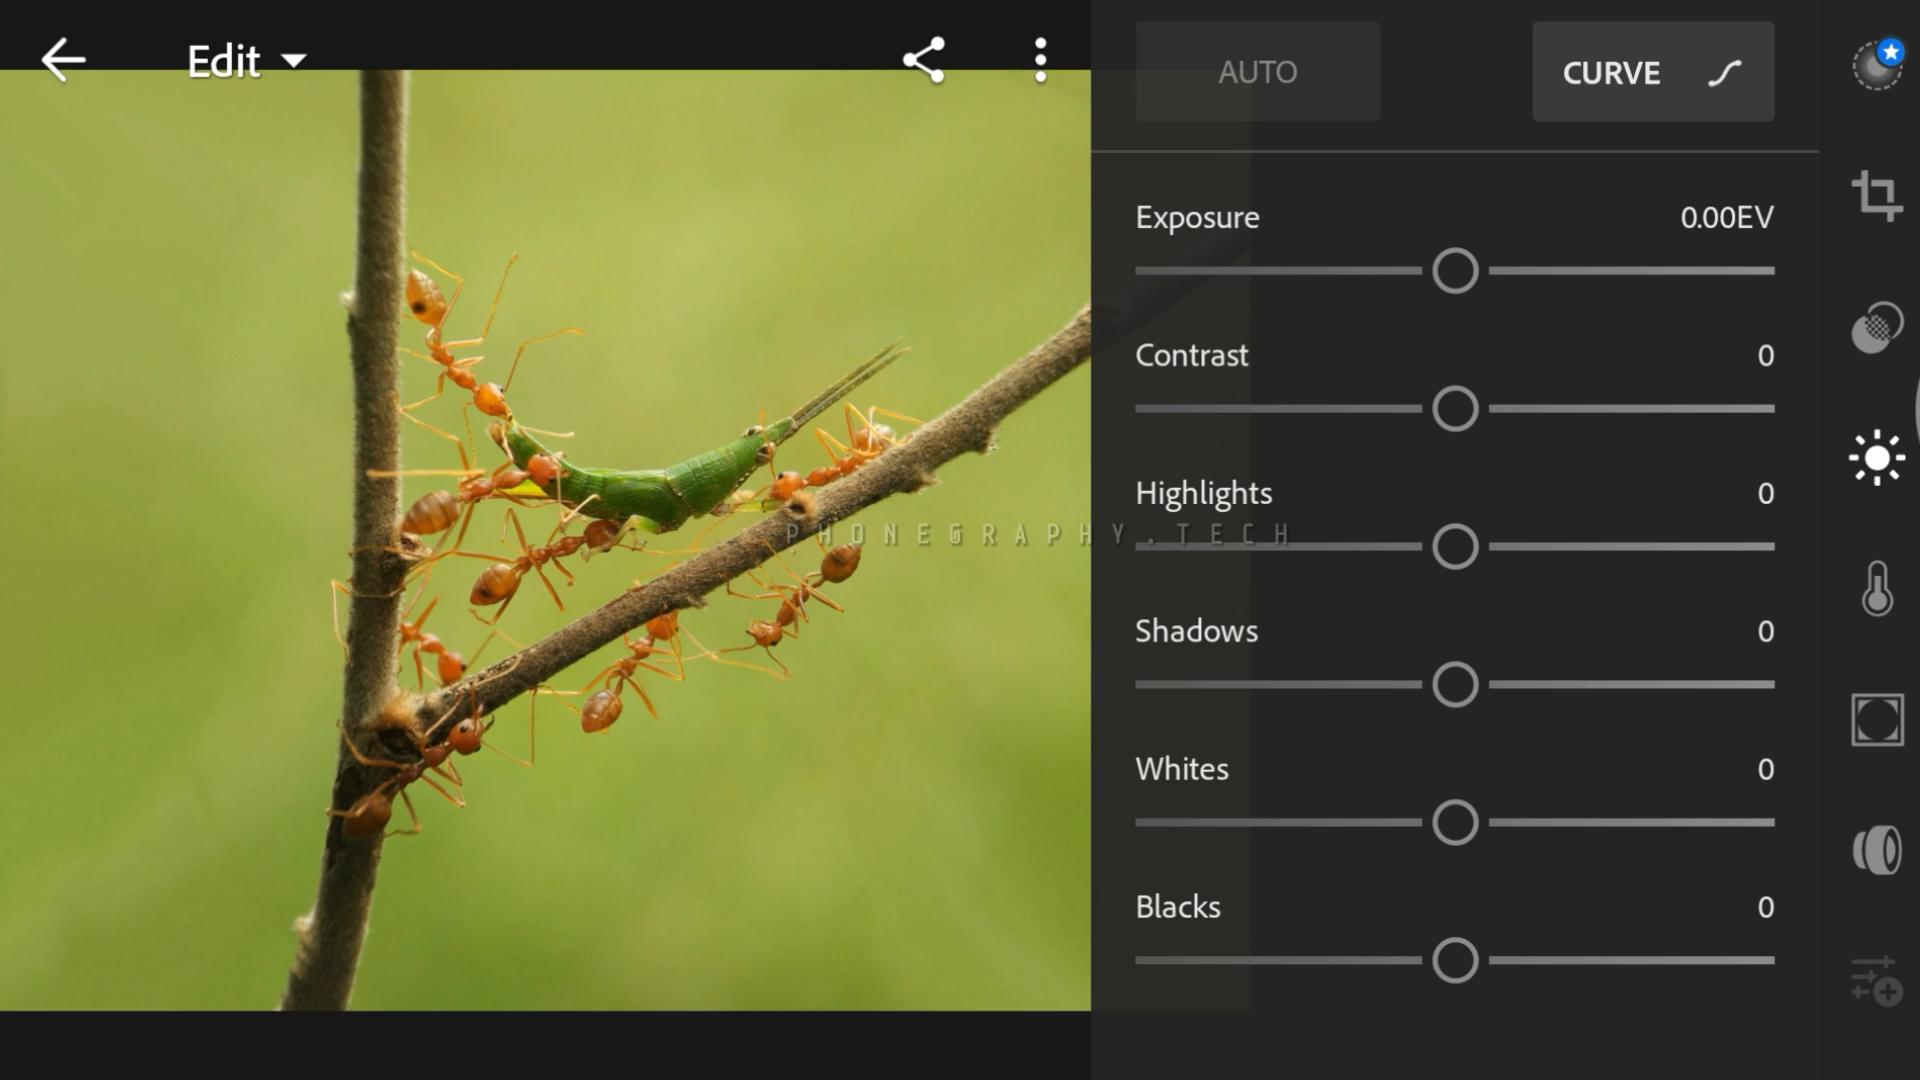 Edit
AUTO
CURVE
Exposure 0.00EV
Contrast 0
Highlights 0
PHONEGRAPHY.TECH
Shadows 0
Whites 0
Blacks 0